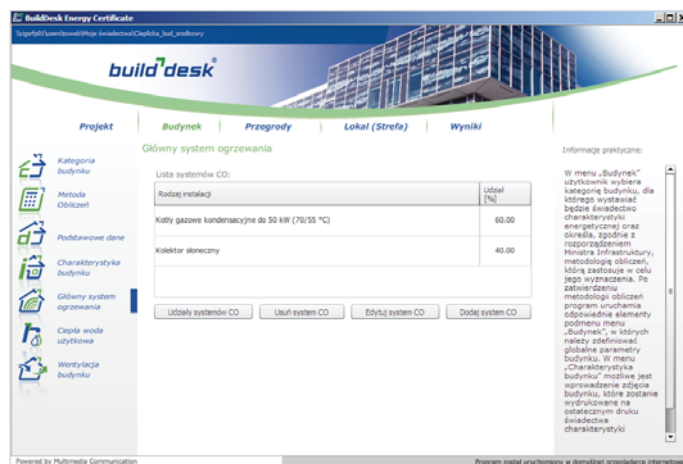 BuildDesk Energy Certificate
build desk
Projekt
Budynek
Przegrody
Lokal (Strefa)
Wyniki
Kategoria
budynku
Metoda
Obliczeń
Podstawowe dane
Charakterystyka
budynku
Główny system
ogrzewania
Ciepła woda
użytkowa
Wentylacja
budynku
Główny system ogrzewania
Lista systemów CO:
Rodzaj instalacji
Udział
[%]
Kotły gazowe kondensacyjne do 50 kW (70/55 °C)
60.00
Kolektor słoneczny
40.00
Udziały systemów CO
Usuń system CO
Edytuj system CO
Dodaj system CO
Informacje praktyczne:
W menu „Budynek”
użytkownik wybiera
kategorię budynku, dla
którego wystawiać
będzie świadectwo
charakterystyki
energetycznej oraz
określa, zgodnie z
rozporządzeniem
Ministra Infrastruktury,
metodologię obliczeń,
którą zastosuje w celu
jego wyznaczenia. Po
zatwierdzeniu
metodologii obliczeń
program uruchamia
odpowiednie elementy
podmenu menu
„Budynek”, w których
należy zdefiniować
globalne parametry
budynku. W menu
„Charakterystyka
budynku” możliwe jest
wprowadzenie zdjęcia
budynku, które zostanie
wydrukowane na
ostatecznym druku
świadectwa
charakterystyki
Powered by Multimedia Communication
Program został uruchomiony w domyślnej przeglądarce internetowej